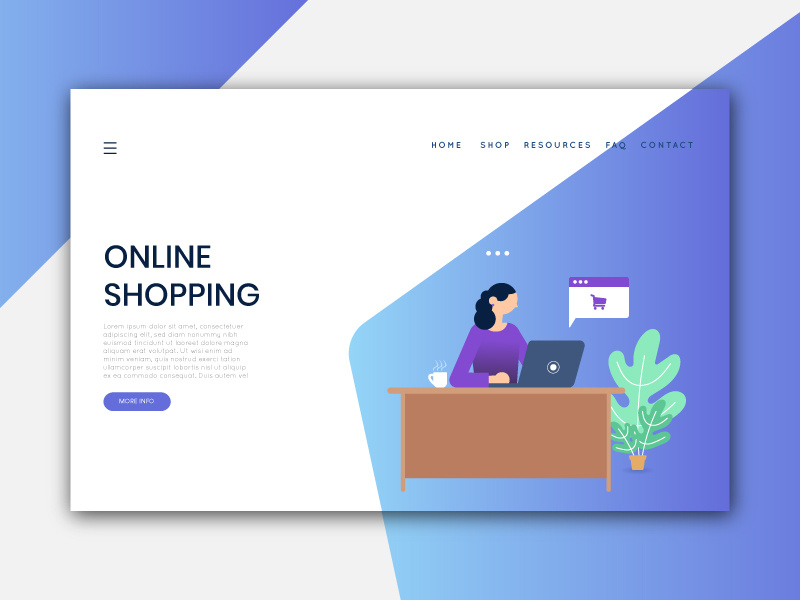 HOME SHOP RESOURCES FAQ CONTACT
ONLINE
SHOPPING
Lorem ipsum dolor sit amet, consectetuer
adipiscing elit, sed diam nonummy nibh
euismod tincidunt ut laoreet dolore magna
aliquam erat volutpat. Ut wisi enim ad
minim veniam, quis nostrud exerci tation
ullamcorper suscipit lobortis nisl ut aliquip
ex ea commodo consequat. Duis autem vel
MORE INFO